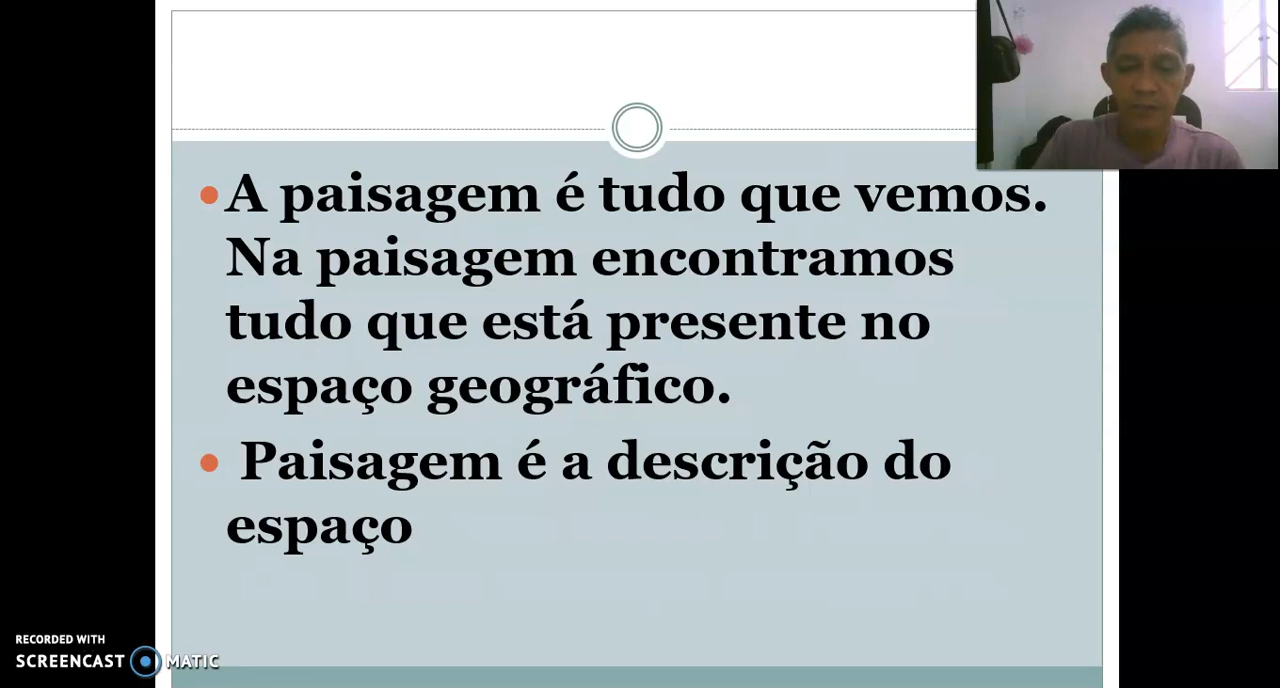 A paisagem é tudo que vemos.
Na paisagem encontramos
tudo que está presente no
espaço geográfico.
Paisagem é a descrição do
espaço
RECORDED WITH
SCREENCAST MATIC